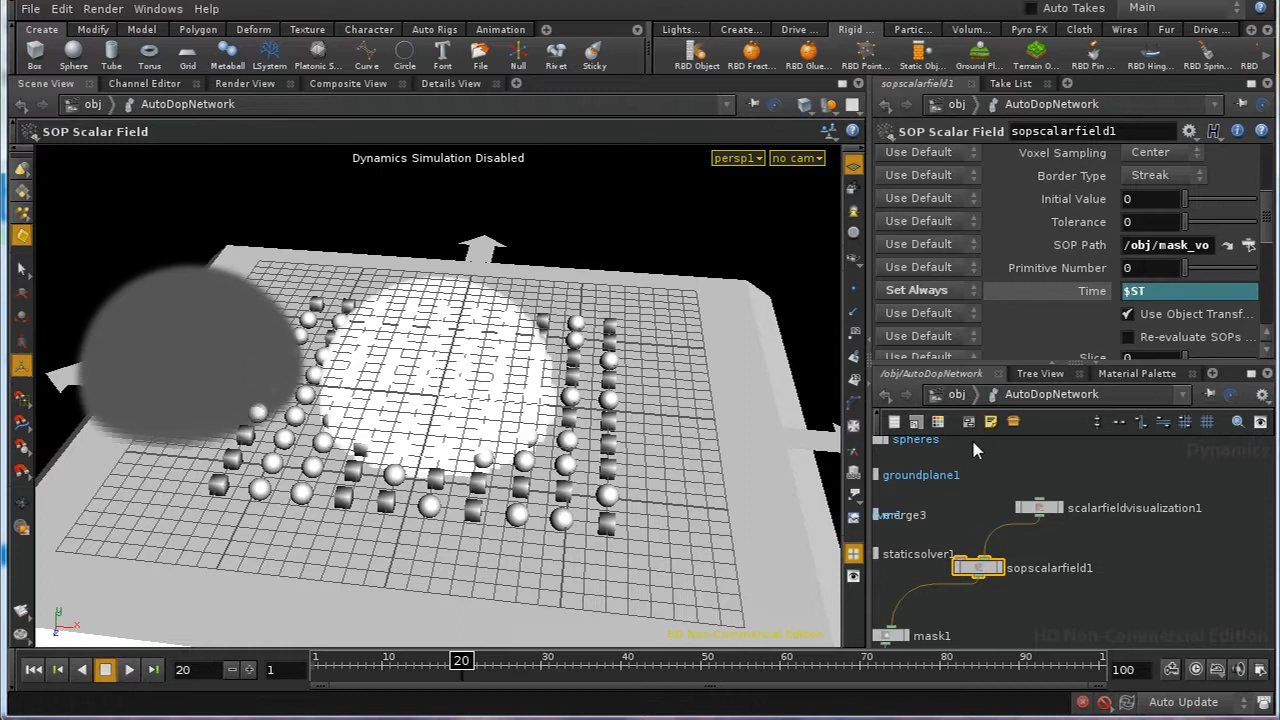 File Edit Render Windows Help Auto Takes Main
Create Modify Model Polygon Deform Texture Character Auto Rigs Animation Lights... Create... Drive ... Rigid ... Partic... Volum... Pyro FX Cloth Wires Fur Drive ...
Box Sphere Tube Torus Grid Metaball LSystem Platonic S... Curve Circle Font Null File Rivet Sticky RBD Object RBD Fract... RBD Glue... RBD Point... Static Obj... Ground Pl... Terrain O... RBD Pin ... RBD Hing... RBD Sprin... RBD
Scene View Channel Editor Render View Composite View Motion FX View Details View
obj AutoDopNetwork
SOP Scalar Field
Dynamics Simulation Disabled
persp1 no cam
HD Non-Commercial Edition
y x z
sopscalarfield1 Take List
obj AutoDopNetwork
SOP Scalar Field sopscalarfield1
Use Default Voxel Sampling Center
Use Default Border Type Streak
Use Default Initial Value 0
Use Default Tolerance 0
Use Default SOP Path /obj/mask_vo
Use Default Primitive Number 0
Set Always Time $ST
Use Default Use Object Transf...
Use Default Re-evaluate SOPs ...
Use Default Slice 0
/obj/AutoDopNetwork Tree View Material Palette
obj AutoDopNetwork
spheres
Dynamics
groundplane1
scalarfieldvisualization1
staticsolver1
sopscalarfield1
mask1
HD Non-Commercial Edition
20 1 1 10 20 30 40 50 60 70 80 90 1 100
Auto Update